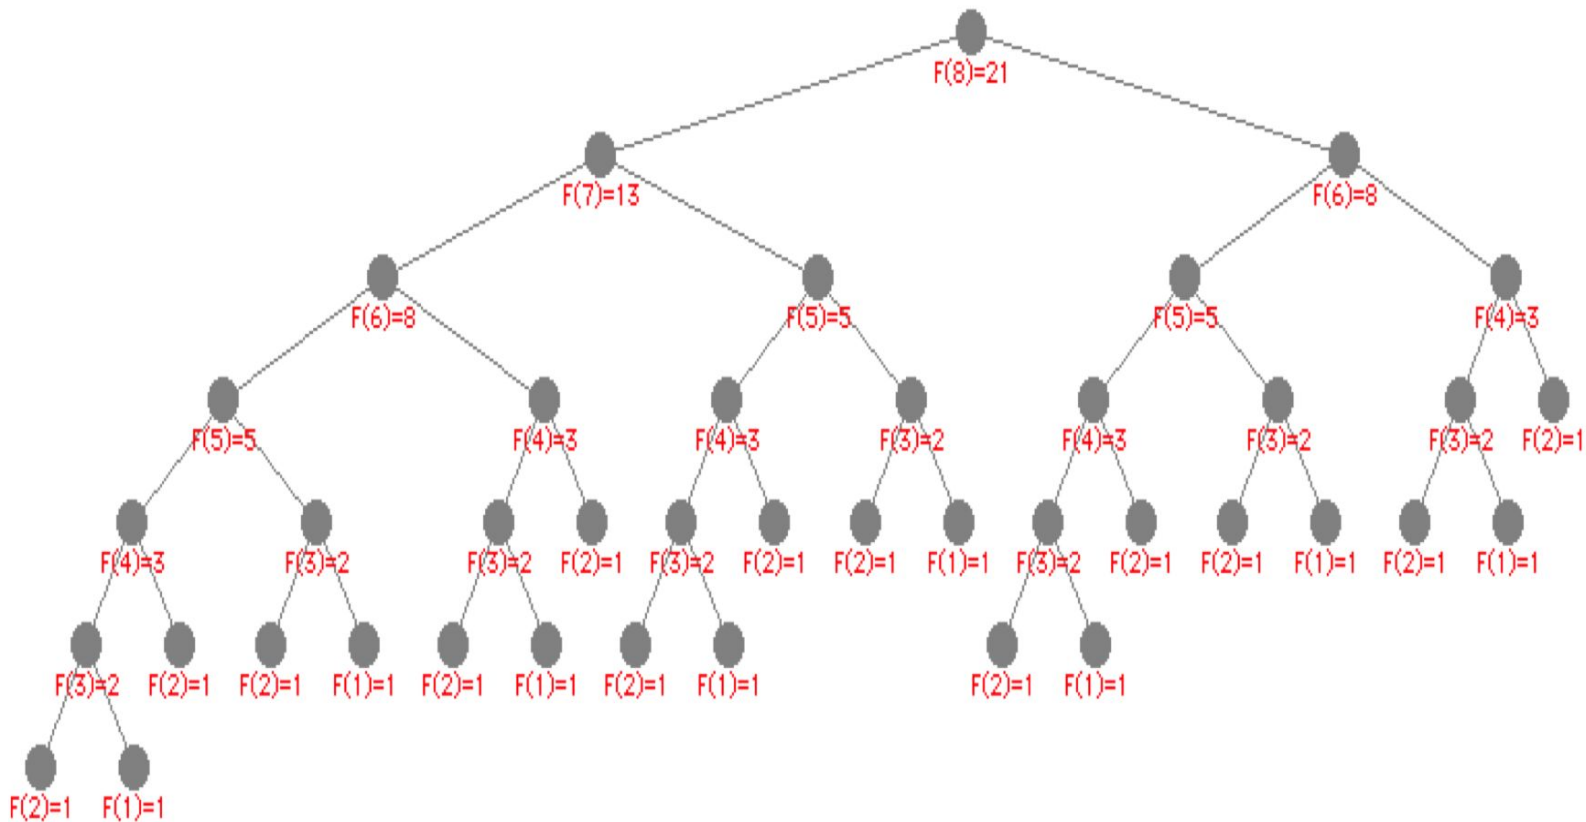 F(8)=21
F(7)=13
F(6)=8
F(6)=8
F(5)=5
F(5)=5
F(4)=3
F(5)=5
F(4)=3
F(4)=3
F(3)=2
F(4)=3
F(3)=2
F(3)=2
F(2)=1
F(4)=3
F(3)=2
F(3)=2
F(2)=1
F(3)=2
F(2)=1
F(2)=1
F(1)=1
F(3)=2
F(2)=1
F(2)=1
F(1)=1
F(2)=1
F(1)=1
F(3)=2
F(2)=1
F(2)=1
F(1)=1
F(2)=1
F(1)=1
F(2)=1
F(1)=1
F(2)=1
F(1)=1
F(2)=1
F(1)=1